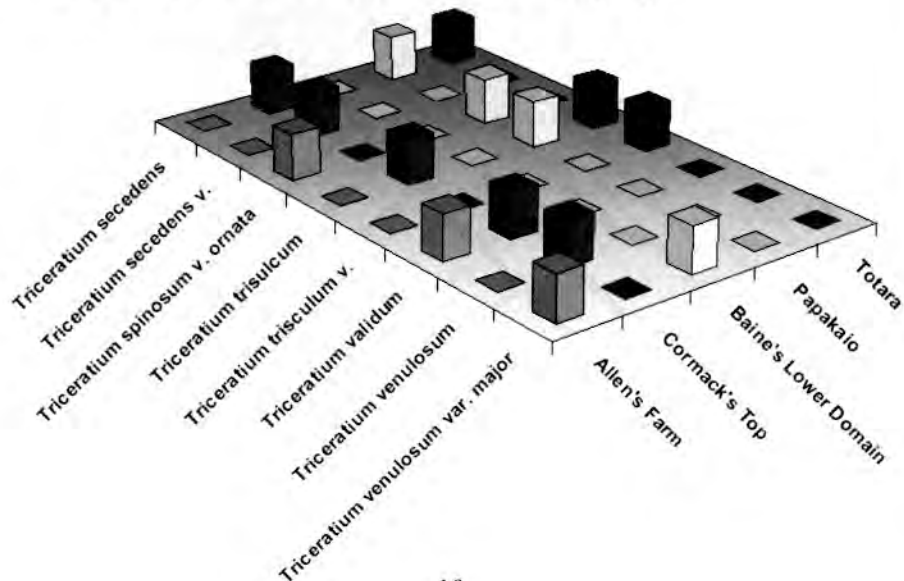 Triceratium secedens
Triceratium secedens v.
Triceratium spinosum v. ornata
Triceratium trisulcum
Triceratium trisculum v.
Triceratium validum
Triceratium venulosum
Triceratium venulosum var. major
Allen's Farm
Cormack's Top
Baine's Lower Domain
Papakaio
Totara